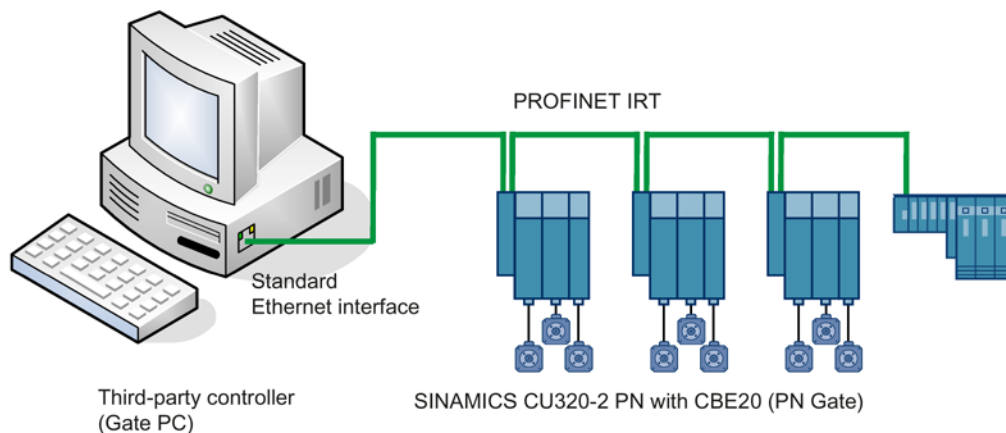 PROFINET IRT
Standard
Ethernet interface
Third-party controller
(Gate PC)
SINAMICS CU320-2 PN with CBE20 (PN Gate)